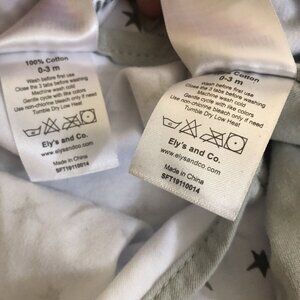 100% Cotton
0-3 m
Wash before first use
Close the 3 tabs before washing
Machine wash cold
Gentle cycle with like colors
Use non-chlorine bleach only if need
Tumble Dry Low Heat
Ely's and Co.
www.elysandco.com
Made in China
SFT19110014
Cotton
0-3 m
Wash before first use
Close the 3 tabs before washing
Machine wash cold
Gentle cycle with like colors
Use non-chlorine bleach only if needed
Tumble Dry Low Heat
Ely's and Co.
www.elysandco.com
Made in China
SFT19110014